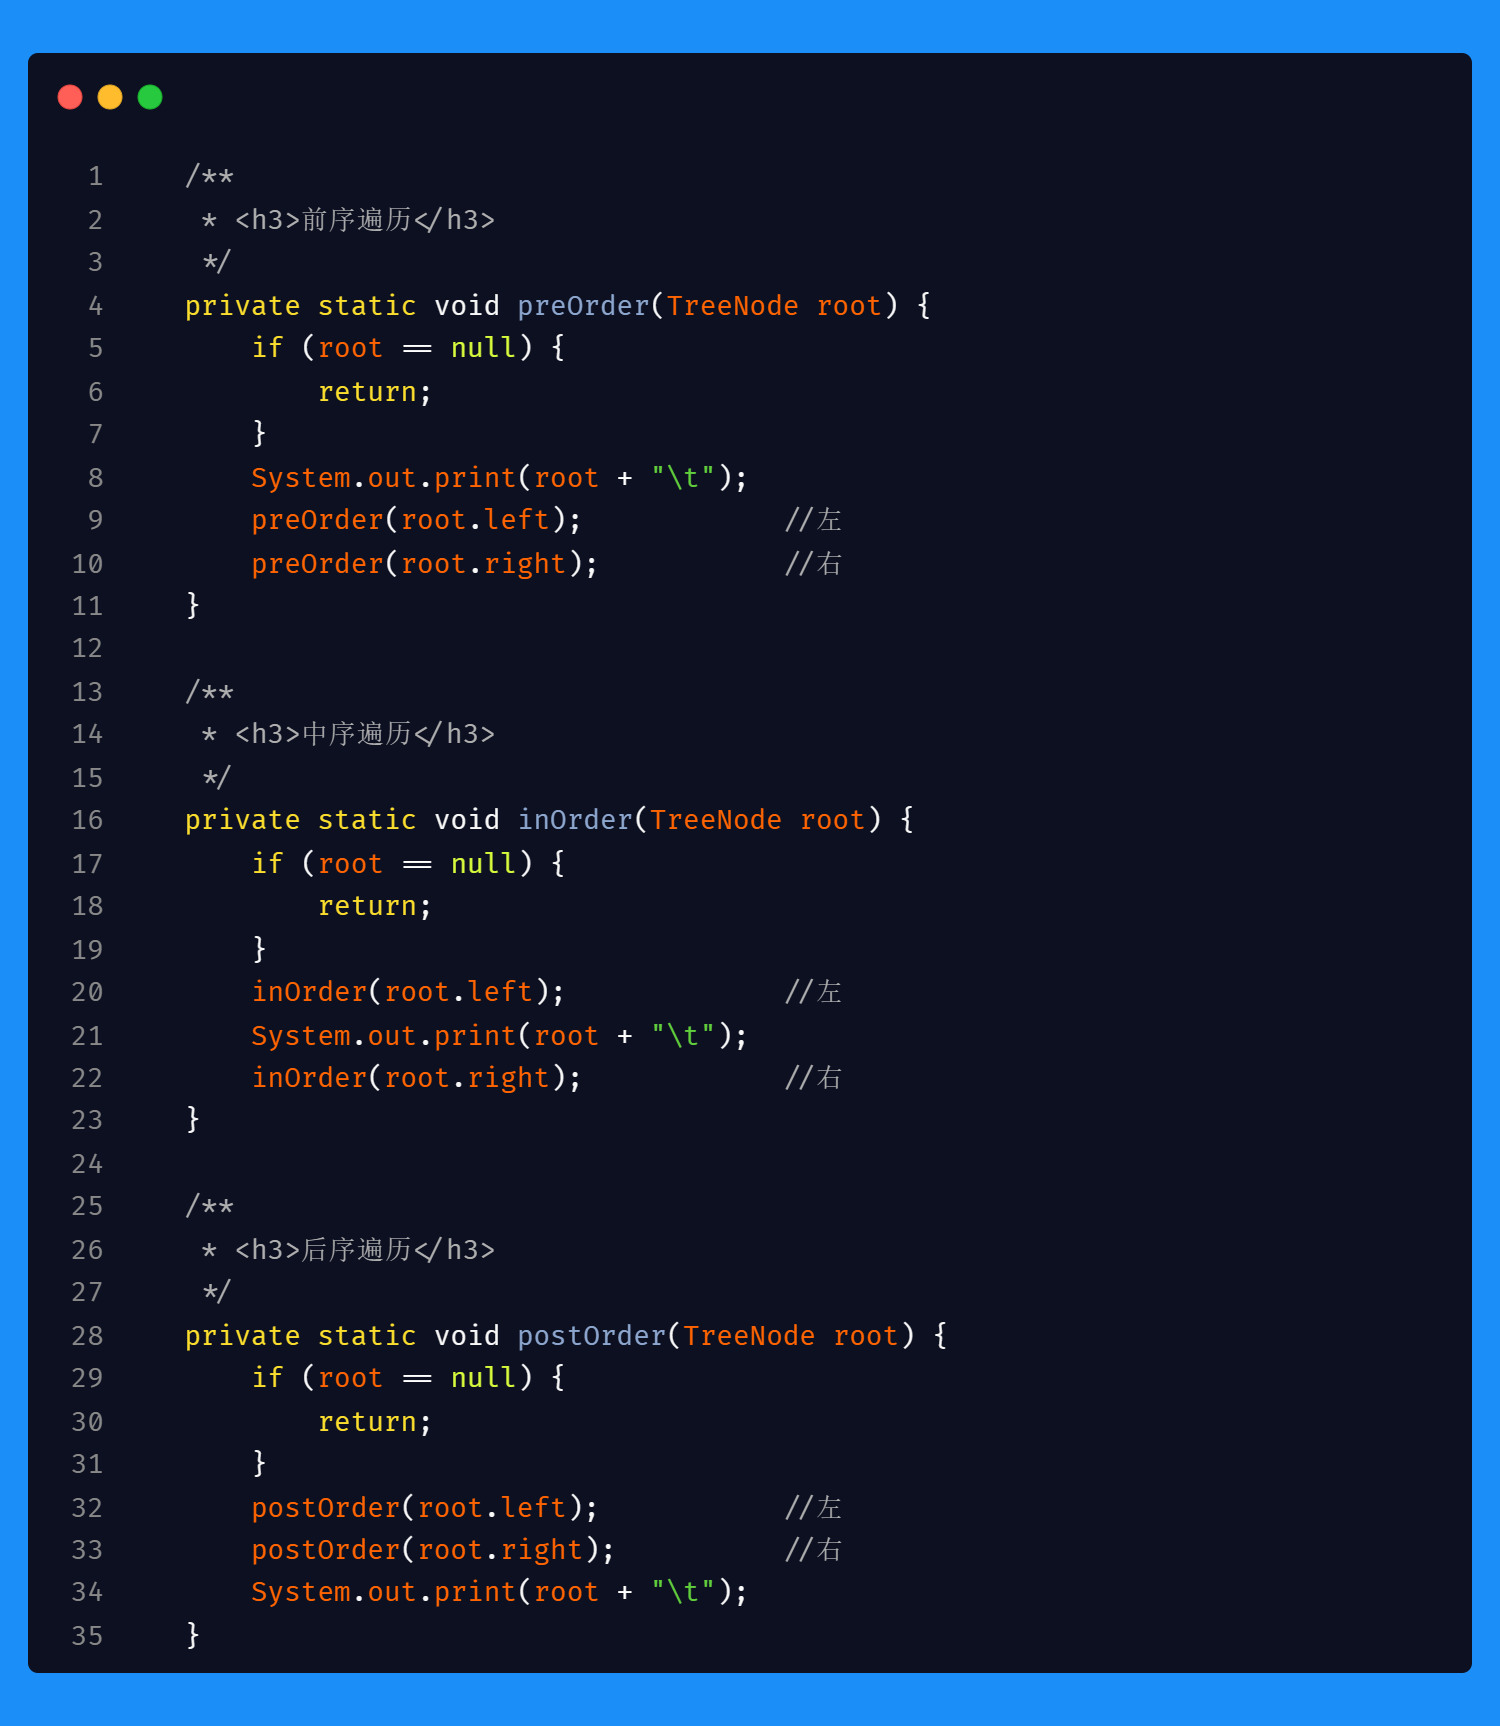 1    /**
2     * <h3>前序遍历</h3>
3     */
4    private static void preOrder(TreeNode root) {
5        if (root == null) {
6            return;
7        }
8        System.out.print(root + "\t");
9        preOrder(root.left);            //左
10        preOrder(root.right);           //右
11    }
12
13    /**
14     * <h3>中序遍历</h3>
15     */
16    private static void inOrder(TreeNode root) {
17        if (root == null) {
18            return;
19        }
20        inOrder(root.left);             //左
21        System.out.print(root + "\t");
22        inOrder(root.right);            //右
23    }
24
25    /**
26     * <h3>后序遍历</h3>
27     */
28    private static void postOrder(TreeNode root) {
29        if (root == null) {
30            return;
31        }
32        postOrder(root.left);           //左
33        postOrder(root.right);          //右
34        System.out.print(root + "\t");
35    }